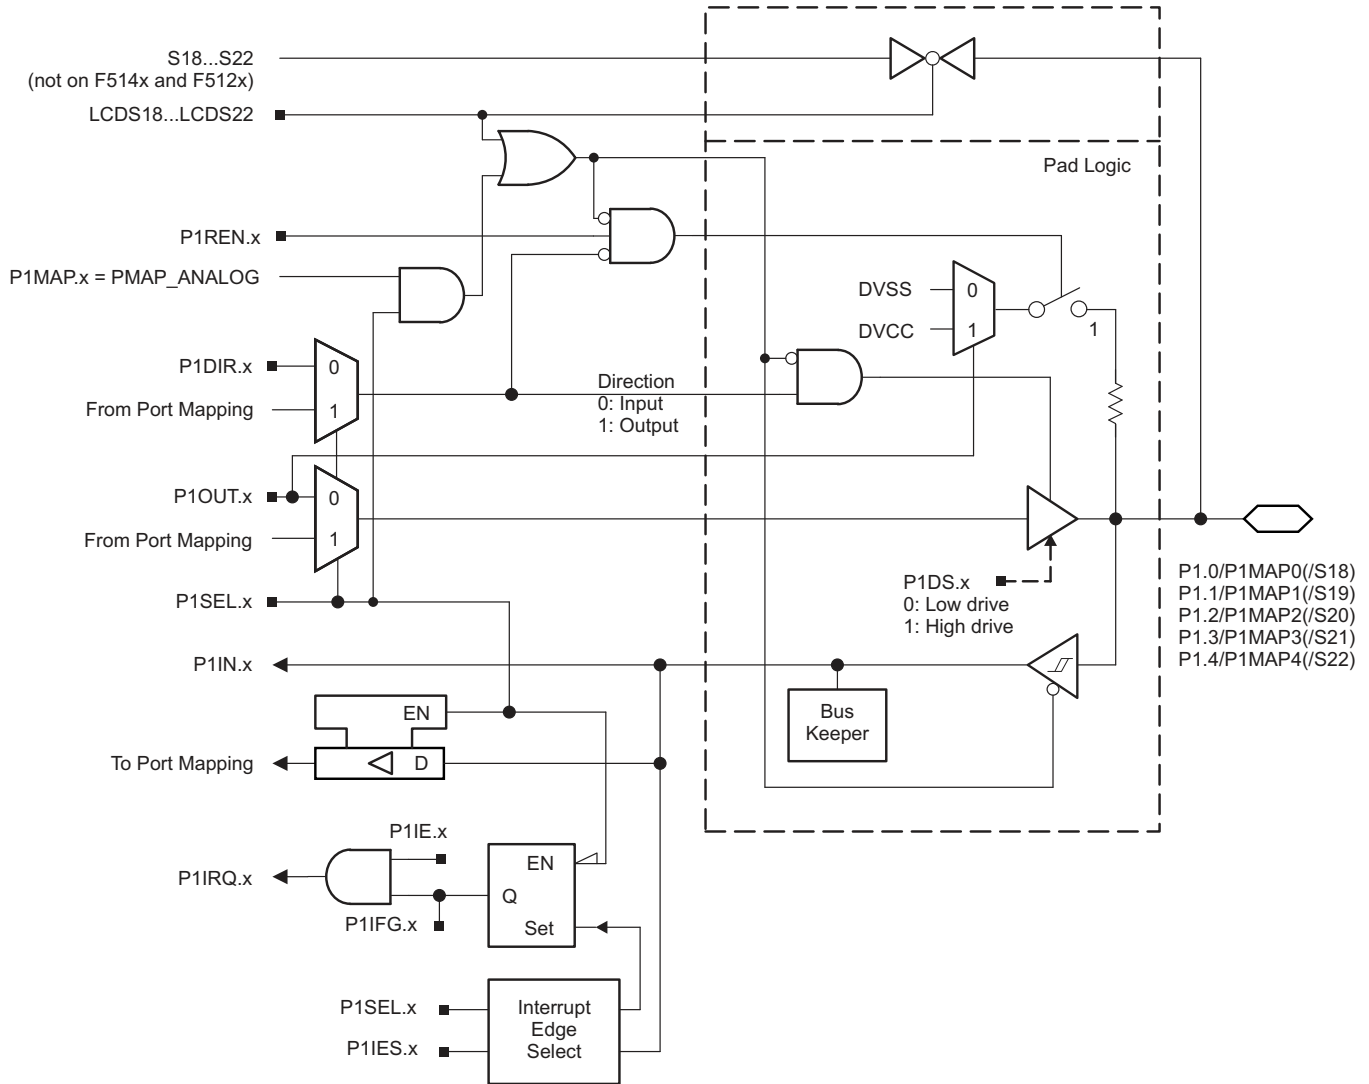 S18...S22
(not on F514x and F512x)
LCDS18...LCDS22
Pad Logic
P1REN.x
P1MAP.x = PMAP_ANALOG
DVSS
0
DVCC
1
1
P1DIR.x
0
From Port Mapping
1
Direction
0: Input
1: Output
P1OUT.x
0
From Port Mapping
1
P1DS.x
0: Low drive
1: High drive
P1.0/P1MAP0(/S18)
P1.1/P1MAP1(/S19)
P1.2/P1MAP2(/S20)
P1.3/P1MAP3(/S21)
P1.4/P1MAP4(/S22)
P1SEL.x
P1IN.x
EN
Bus
Keeper
To Port Mapping
D
P1IE.x
EN
P1IRQ.x
Q
P1IFG.x
Set
P1SEL.x
P1IES.x
Interrupt
Edge
Select